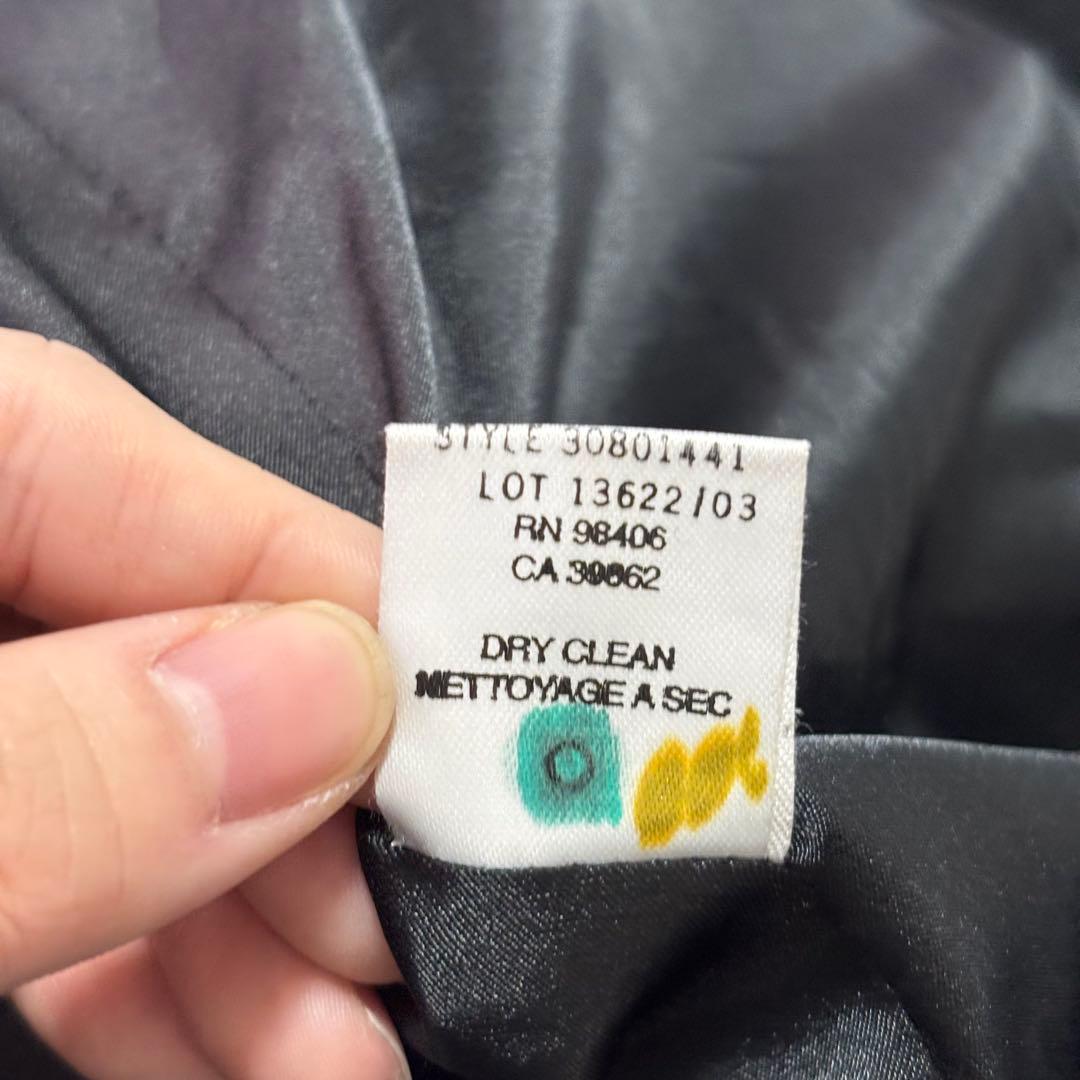 STYLE 30801441
LOT 13622/03
RN 98406
CA 39862
DRY CLEAN
NETTOYAGE A SEC